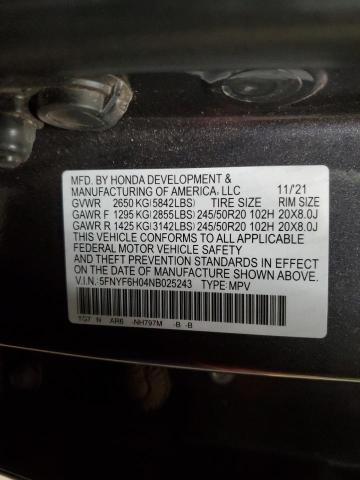 MFD. BY HONDA DEVELOPMENT &
MANUFACTURING OF AMERICA, LLC 11/'21
GVWR 2650 KG(5842LBS) TIRE SIZE RIM SIZE
GAWR F 1295 KG(2855LBS) 245/50R20 102H 20X8.0J
GAWR R 1425 KG(3142LBS) 245/50R20 102H 20X8.0J
THIS VEHICLE CONFORMS TO ALL APPLICABLE
FEDERAL MOTOR VEHICLE SAFETY
AND THEFT PREVENTION STANDARDS IN EFFECT ON
THE DATE OF MANUFACTURE SHOWN ABOVE.
V.I.N.: 5FNYF6H04NB025243 TYPE: MPV
TG7 N AR6 -NH797M -B -B